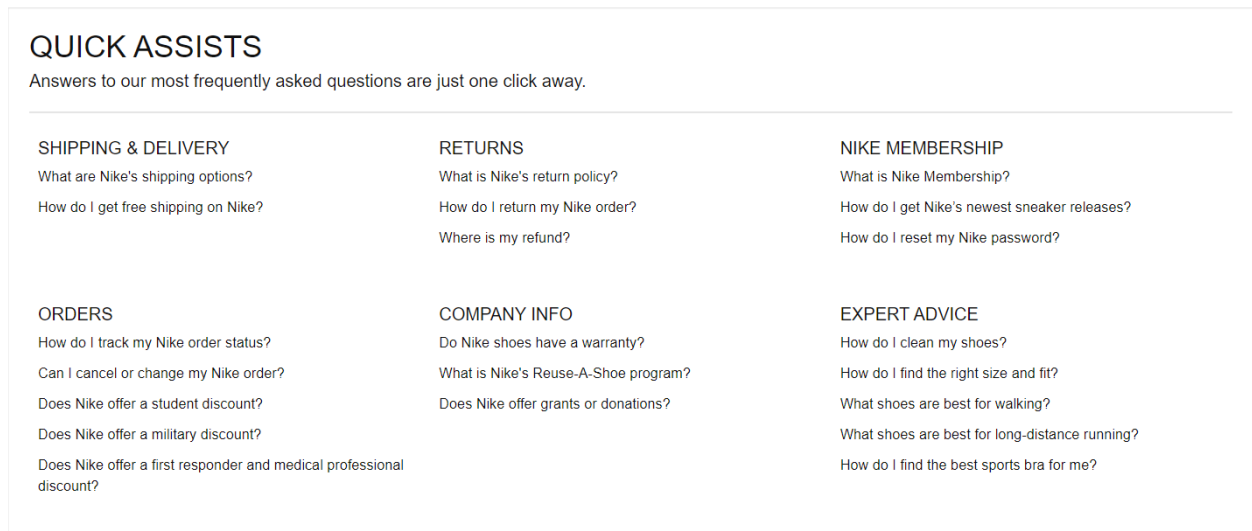 QUICK ASSISTS
Answers to our most frequently asked questions are just one click away.
SHIPPING & DELIVERY
What are Nike's shipping options?
How do I get free shipping on Nike?
RETURNS
What is Nike's return policy?
How do I return my Nike order?
Where is my refund?
NIKE MEMBERSHIP
What is Nike Membership?
How do I get Nike’s newest sneaker releases?
How do I reset my Nike password?
ORDERS
How do I track my Nike order status?
Can I cancel or change my Nike order?
Does Nike offer a student discount?
Does Nike offer a military discount?
Does Nike offer a first responder and medical professional
discount?
COMPANY INFO
Do Nike shoes have a warranty?
What is Nike's Reuse-A-Shoe program?
Does Nike offer grants or donations?
EXPERT ADVICE
How do I clean my shoes?
How do I find the right size and fit?
What shoes are best for walking?
What shoes are best for long-distance running?
How do I find the best sports bra for me?